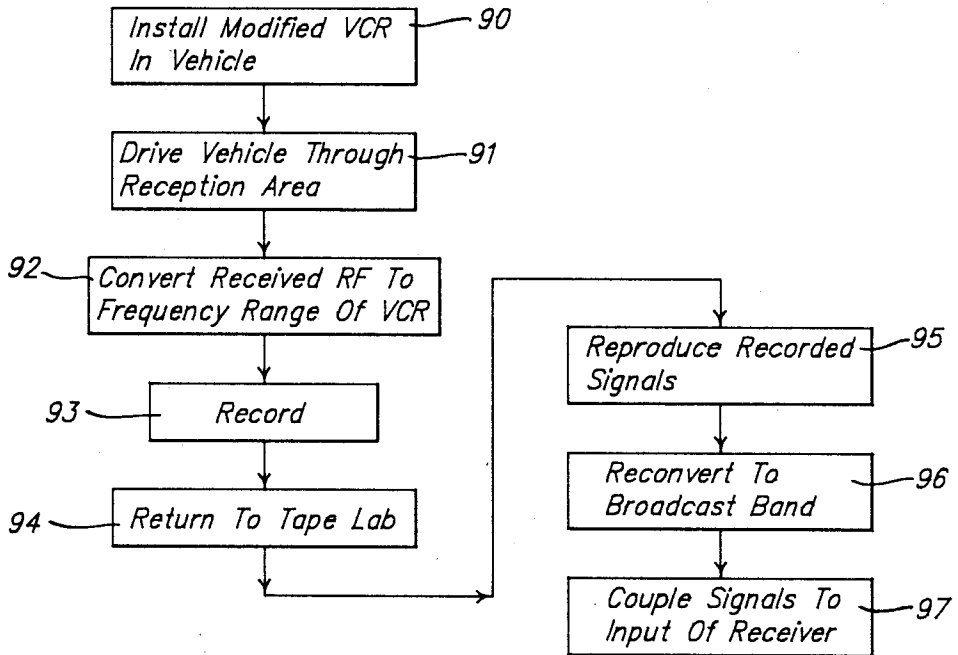 Install Modified VCR
In Vehicle
90
Drive Vehicle Through
Reception Area
91
92
Convert Received RF To
Frequency Range Of VCR
93
Record
94
Return To Tape Lab
Reproduce Recorded
Signals
95
Reconvert To
Broadcast Band
96
Couple Signals To
Input Of Receiver
97